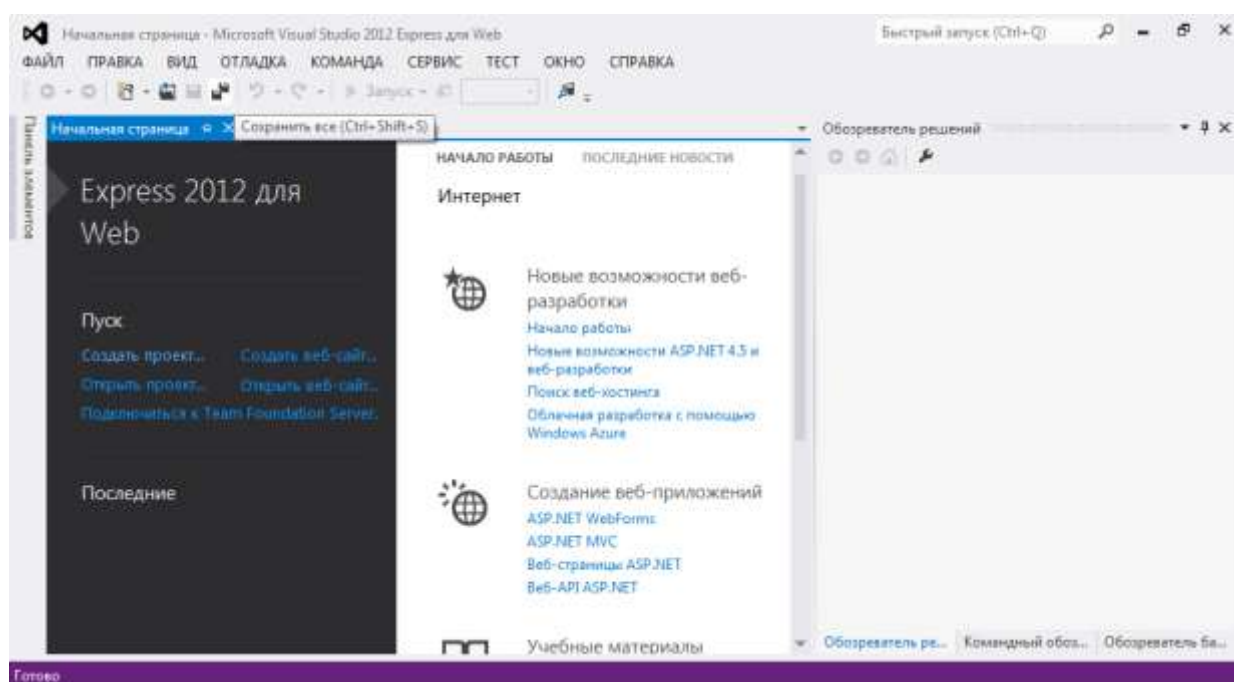 Начальная страница - Microsoft Visual Studio 2012 Express для Web
Быстрый запуск (Ctrl+Q)
ФАЙЛ ПРАВКА ВИД ОТЛАДКА КОМАНДА СЕРВИС ТЕСТ ОКНО СПРАВКА
Запуск
Панель элементов
Начальная страница
Сохранить все (Ctrl+Shift+S)
Express 2012 для
Web
Пуск
Создать проект... Создать веб-сайт...
Открыть проект... Открыть веб-сайт...
Подключиться к Team Foundation Server...
Последние
НАЧАЛО РАБОТЫ ПОСЛЕДНИЕ НОВОСТИ
Интернет
Новые возможности веб-
разработки
Начало работы
Новые возможности ASP.NET 4.5 и
веб-разработки
Поиск веб-хостинга
Облачная разработка с помощью
Windows Azure
Создание веб-приложений
ASP.NET WebForms
ASP.NET MVC
Веб-страницы ASP.NET
Веб-API ASP.NET
Учебные материалы
Обозреватель решений
Обозреватель ре... Командный обоз... Обозреватель ба...
Готово